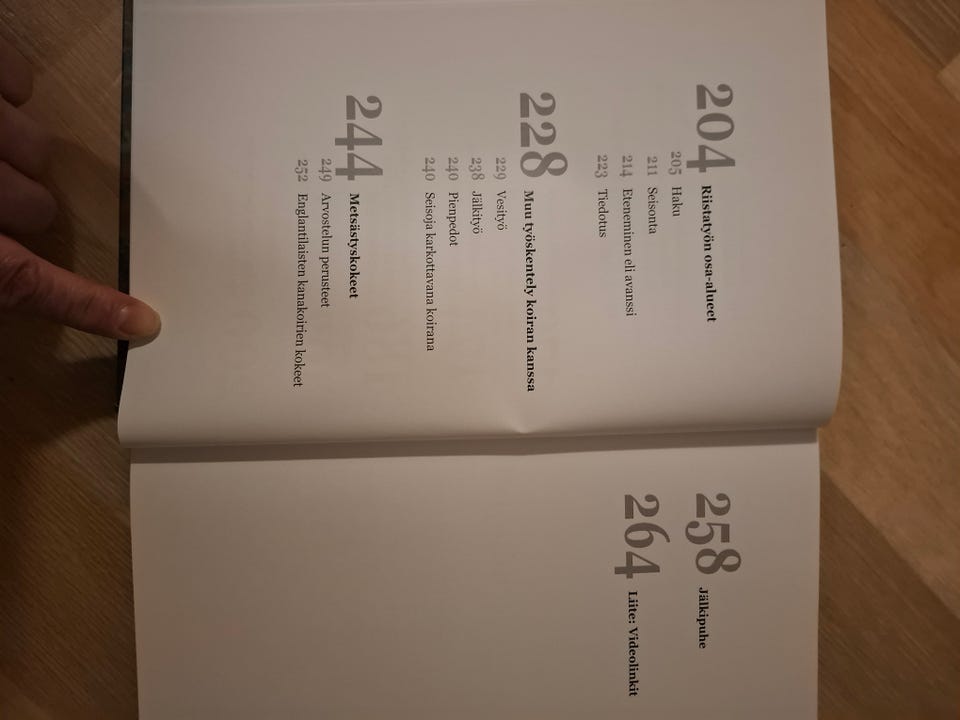 204 Riistatyön osa-alueet
205 Haku
211 Seisonta
214 Eteneminen eli avanssi
223 Tiedotus
228 Muu työskentely koiran kanssa
229 Vesityö
238 Jälkityö
240 Pienpedot
240 Seisoja karkottavana koirana
244 Metsästyskokeet
249 Arvostelun perusteet
252 Englantilaisten kanakoirien kokeet
258 Jälkipuhe
264 Liite: Videolinkit